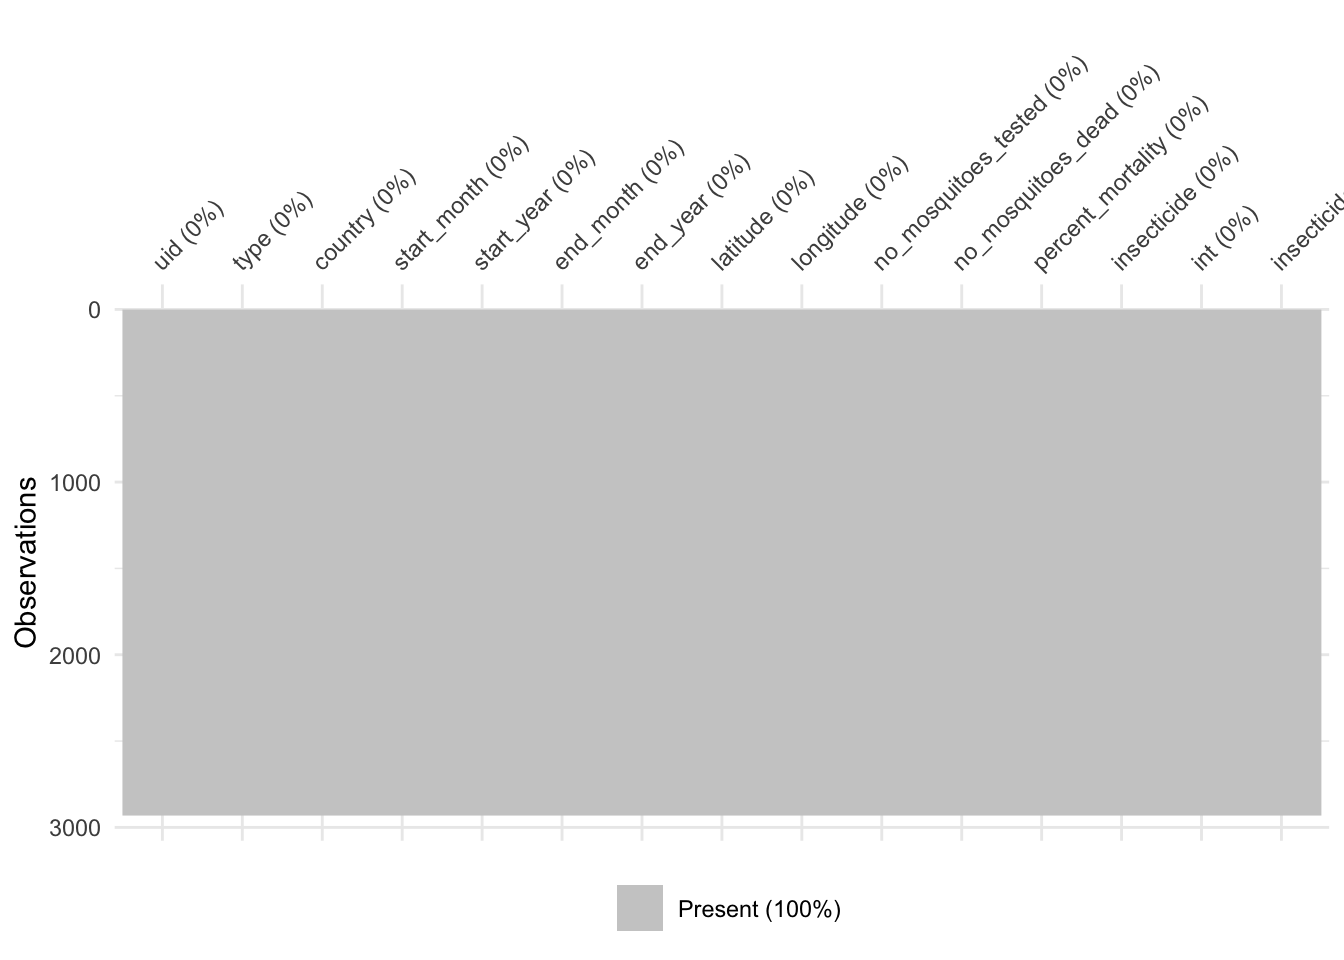 uid (0%)
type (0%)
country (0%)
start_month (0%)
start_year (0%)
end_month (0%)
end_year (0%)
latitude (0%)
longitude (0%)
no_mosquitoes_tested (0%)
no_mosquitoes_dead (0%)
percent_mortality (0%)
insecticide (0%)
int (0%)
insecticid
0
1000
2000
3000
Observations
Present (100%)